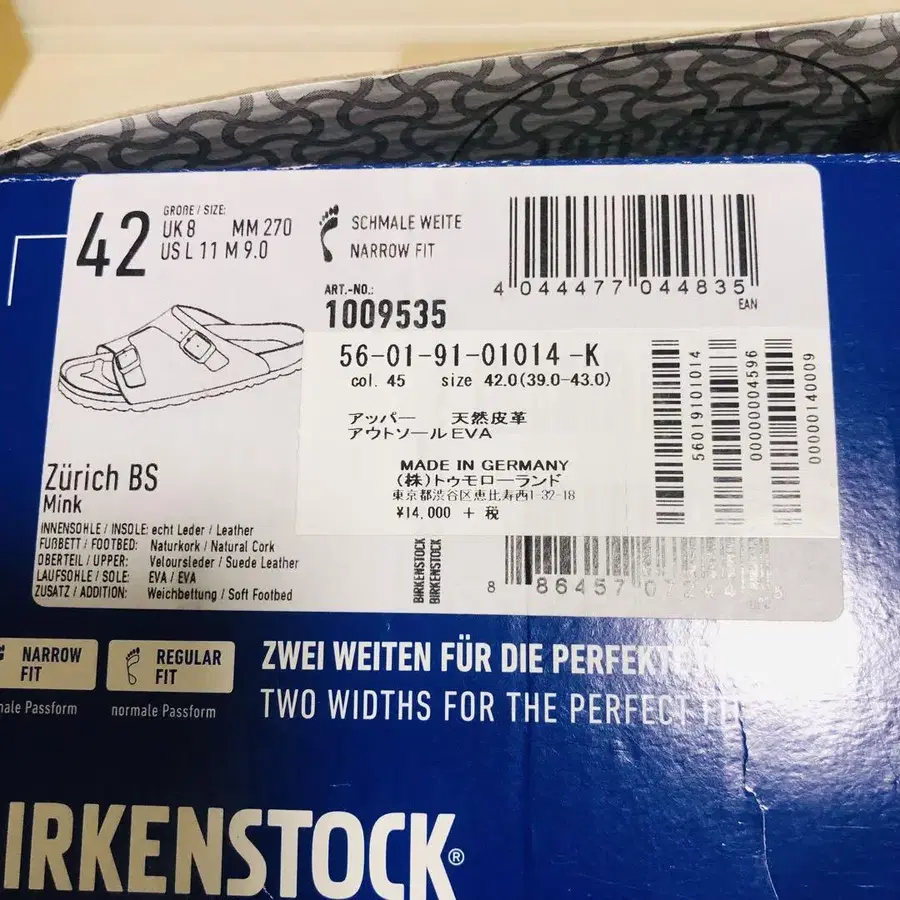 42
GRÖßE / SIZE:
UK 8 MM 270
US L 11 M 9.0
SCHMALE WEITE
NARROW FIT
ART.-NO.:
1009535
4 044477 044835
EAN
56-01-91-01014-K
col. 45 size 42.0(39.0-43.0)
アッパー 天然皮革
アウトソールEVA
MADE IN GERMANY
(株)トゥモローランド
東京都渋谷区恵比寿西1-32-18
¥14,000 + 税
56019101014
0000004596
00000140009
Zürich BS
Mink
INNENSOHLE / INSOLE: echt Leder / Leather
FUßBETT / FOOTBED: Naturkork / Natural Cork
OBERTEIL / UPPER: Veloursleder / Suede Leather
LAUFSOHLE / SOLE: EVA / EVA
ZUSATZ / ADDITION: Weichbettung / Soft Footbed
BIRKENSTOCK
BIRKENSTOCK
8 86457
NARROW FIT
REGULAR FIT
normale Passform
ZWEI WEITEN FÜR DIE
TWO WIDTHS FOR THE PERFECT
BIRKENSTOCK®